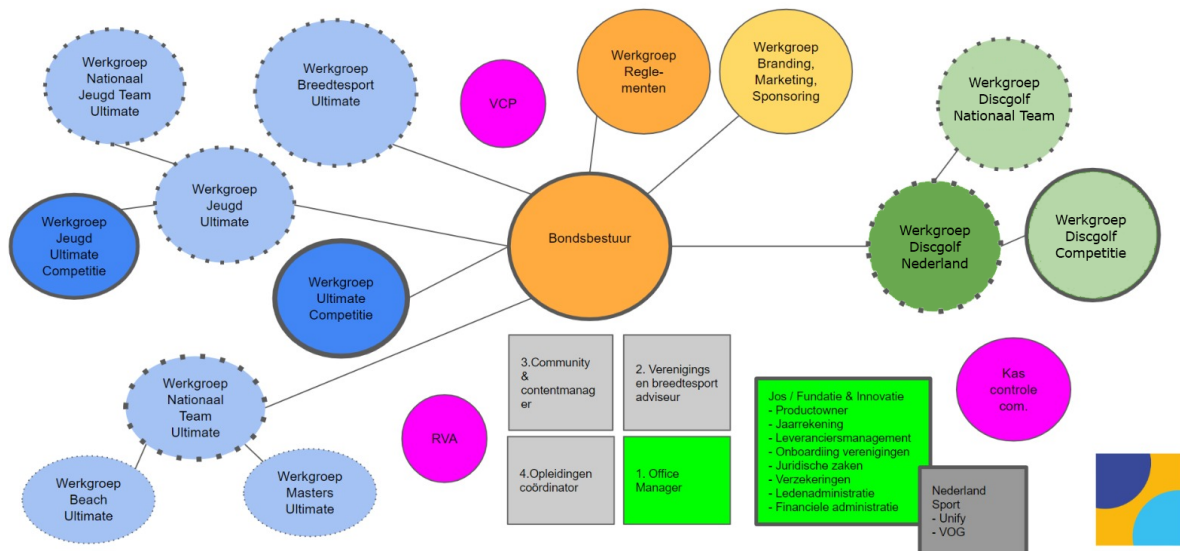 Werkgroep
Nationaal
Jeugd Team
Ultimate
Werkgroep
Breedtesport
Ultimate
VCP
Werkgroep
Regle-
menten
Werkgroep
Branding,
Marketing,
Sponsoring
Werkgroep
Discgolf
Nationaal Team
Werkgroep
Jeugd
Ultimate
Werkgroep
Jeugd
Ultimate
Competitie
Werkgroep
Ultimate
Competitie
Bondsbestuur
Werkgroep
Discgolf
Nederland
Werkgroep
Discgolf
Competitie
Werkgroep
Nationaal
Team
Ultimate
Werkgroep
Beach
Ultimate
Werkgroep
Masters
Ultimate
RVA
3.Community
&
contentmanag
er
2. Verenigings
en breedtesport
adviseur
4.Opleidingen
coördinator
1. Office
Manager
Jos / Fundatie & Innovatie
- Productowner
- Jaarrekening
- Leveranciersmanagement
- Onboardiing verenigingen
- Juridische zaken
- Verzekeringen
- Ledenadministratie
- Financiele administratie
Kas
controle
com.
Nederland
Sport
- Unify
- VOG